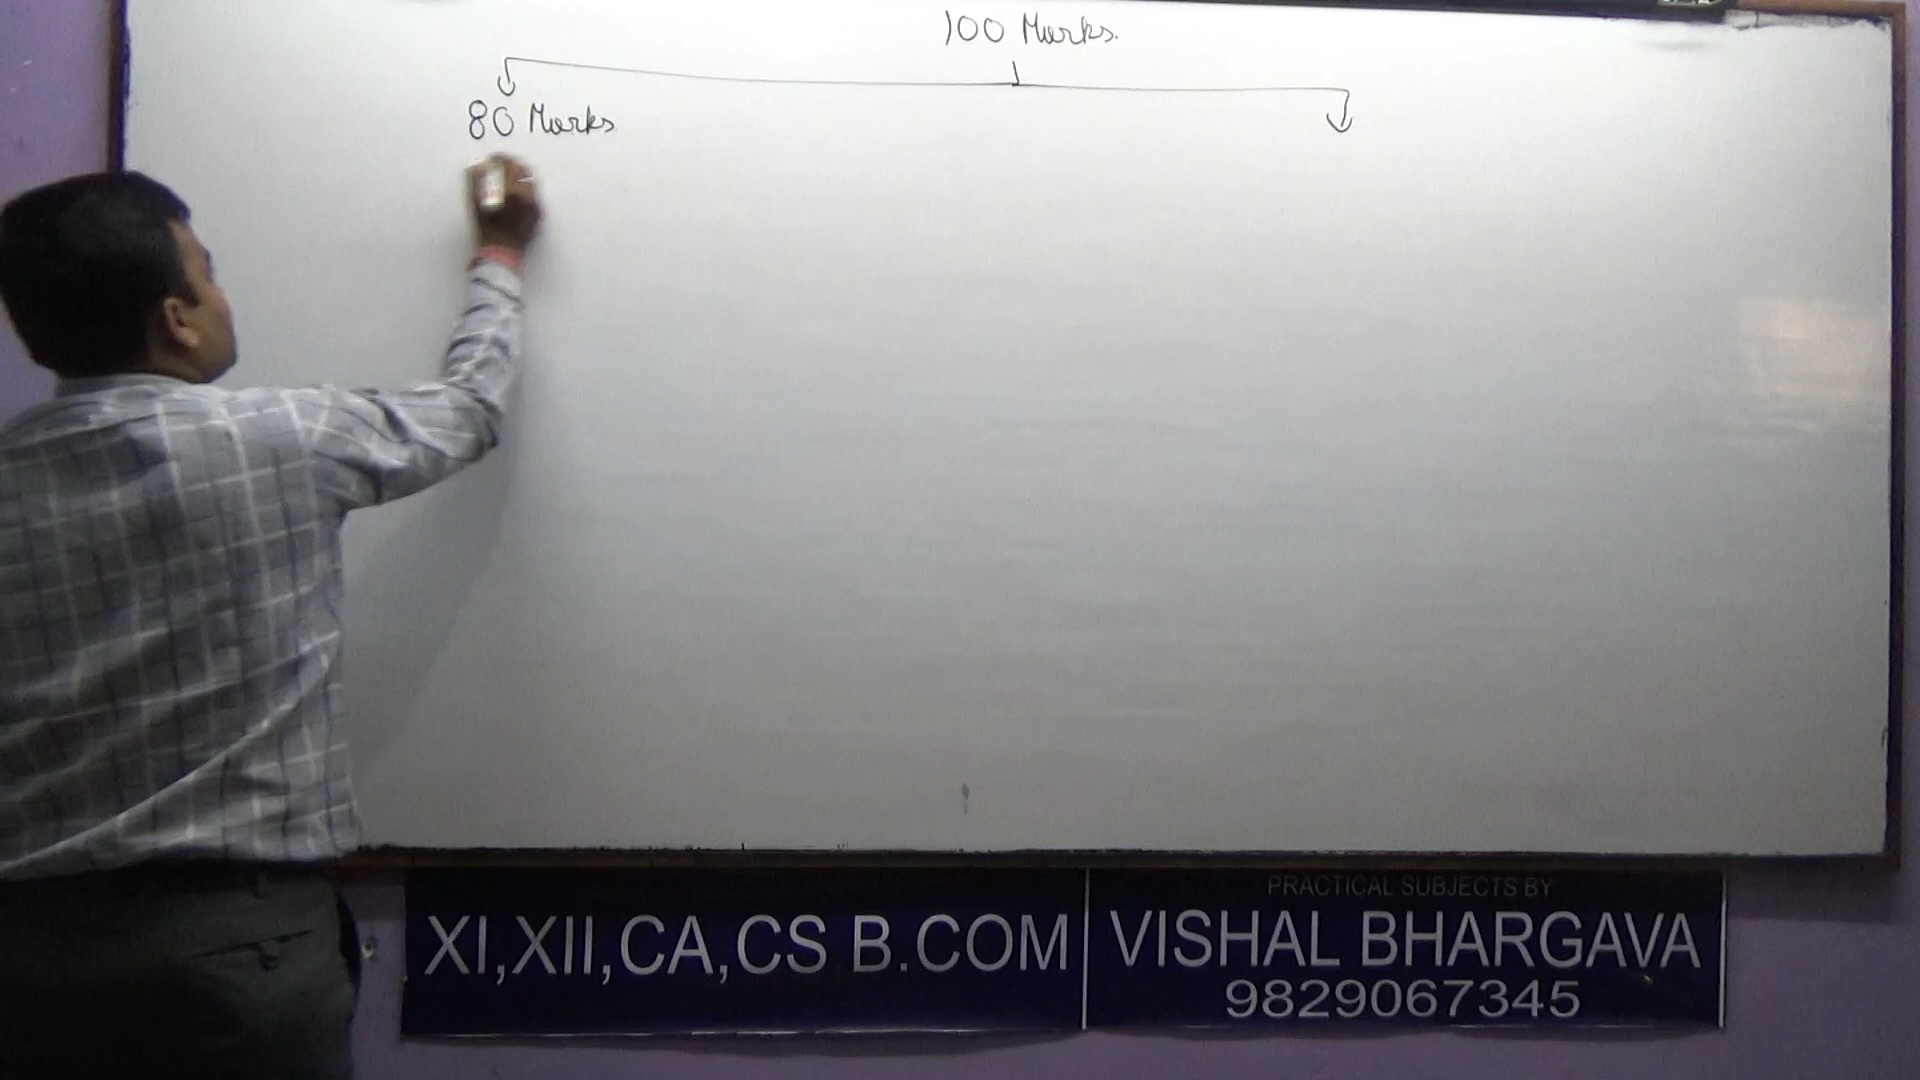 100 Marks.
80 Marks
PRACTICAL SUBJECTS BY
XI,XII,CA,CS B.COM
VISHAL BHARGAVA
9829067345